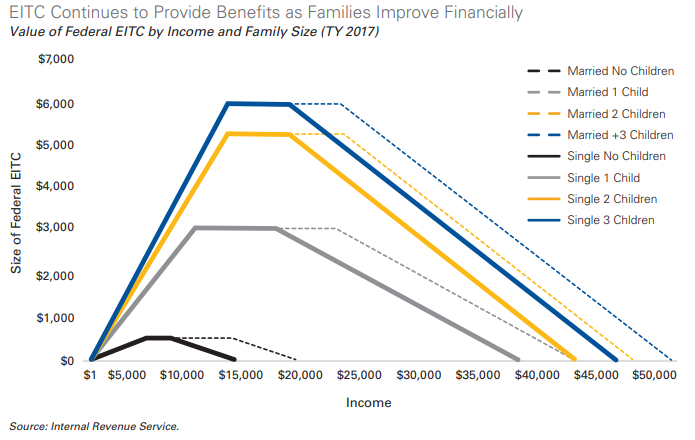 EITC Continues to Provide Benefits as Families Improve Financially
Value of Federal EITC by Income and Family Size (TY 2017)
$7,000
$6,000
$5,000
$4,000
$3,000
$2,000
$1,000
$0
Size of Federal EITC
Married No Children
Married 1 Child
Married 2 Children
Married +3 Children
Single No Children
Single 1 Child
Single 2 Children
Single 3 Chldren
$1 $5,000 $10,000 $15,000 $20,000 $25,000 $30,000 $35,000 $40,000 $45,000 $50,000
Income
Source: Internal Revenue Service.